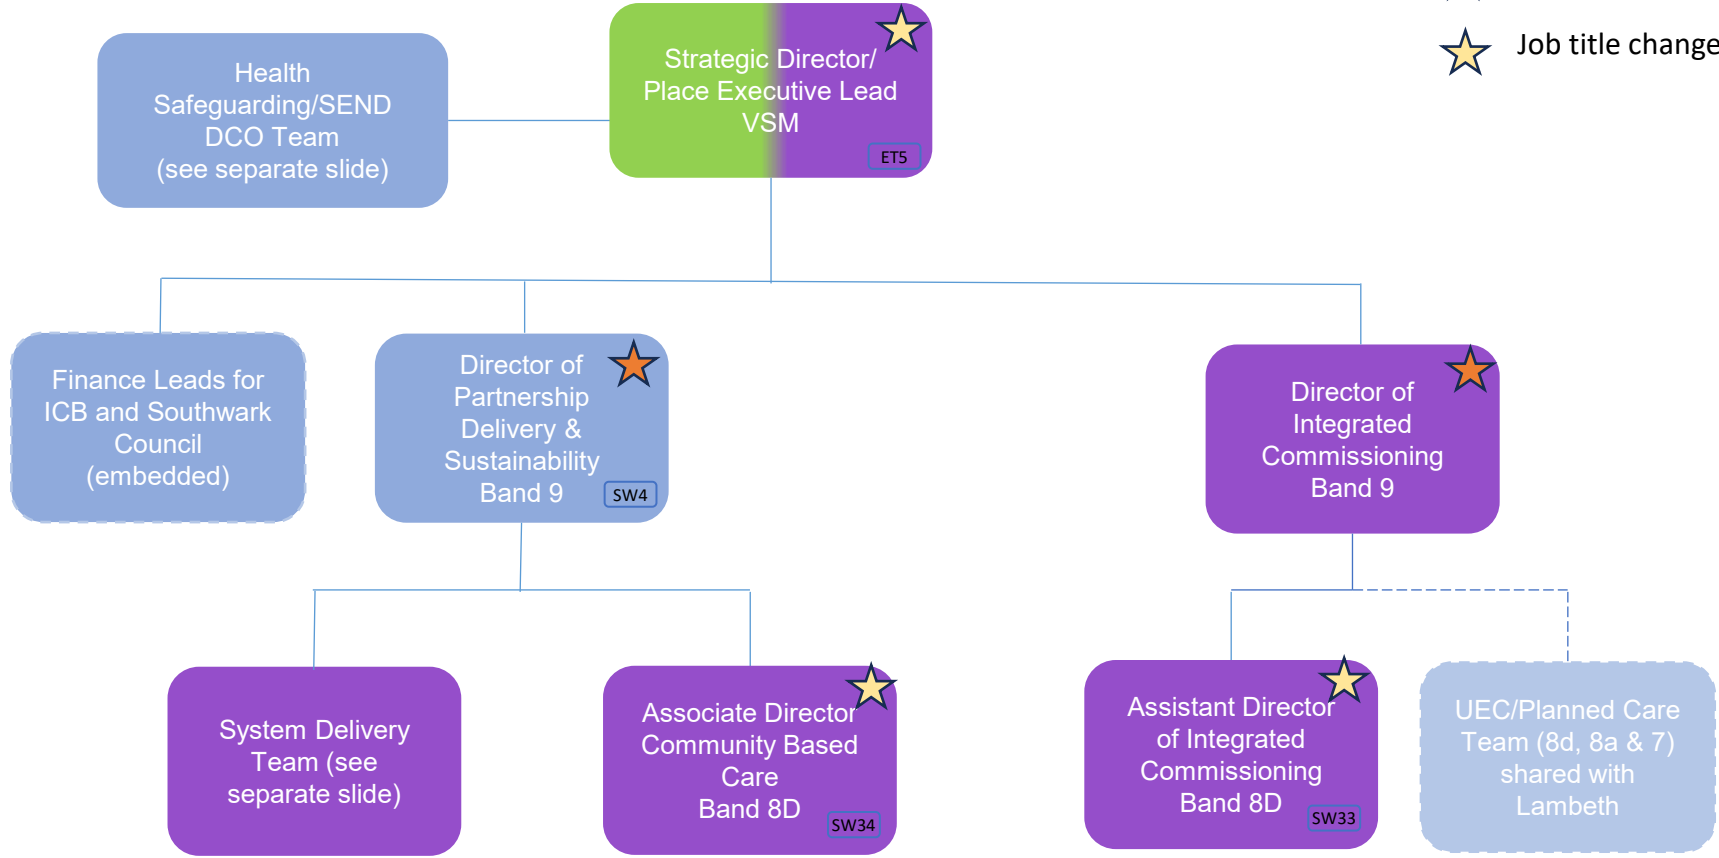 Job title change
Health
Safeguarding/SEND
DCO Team
(see separate slide)
Strategic Director/
Place Executive Lead
VSM
ET5
Finance Leads for
ICB and Southwark
Council
(embedded)
Director of
Partnership
Delivery &
Sustainability
Band 9
SW4
Director of
Integrated
Commissioning
Band 9
System Delivery
Team (see
separate slide)
Associate Director
Community Based
Care
Band 8D
SW34
Assistant Director
of Integrated
Commissioning
Band 8D
SW33
UEC/Planned Care
Team (8d, 8a & 7)
shared with
Lambeth